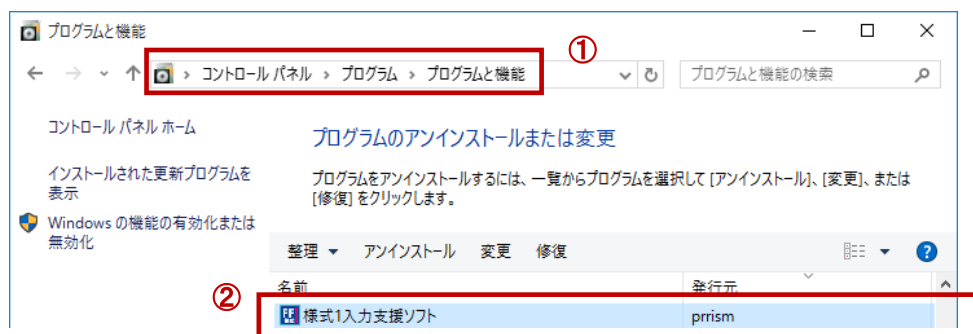 プログラムと機能
①
コントロール パネル > プログラム > プログラムと機能
プログラムと機能の検索
コントロール パネル ホーム
インストールされた更新プログラムを
表示
Windows の機能の有効化または
無効化
プログラムのアンインストールまたは変更
プログラムをアンインストールするには、一覧からプログラムを選択して [アンインストール]、[変更]、または
[修復] をクリックします。
整理 アンインストール 変更 修復
②
名前 発行元
様式1入力支援ソフト prrism